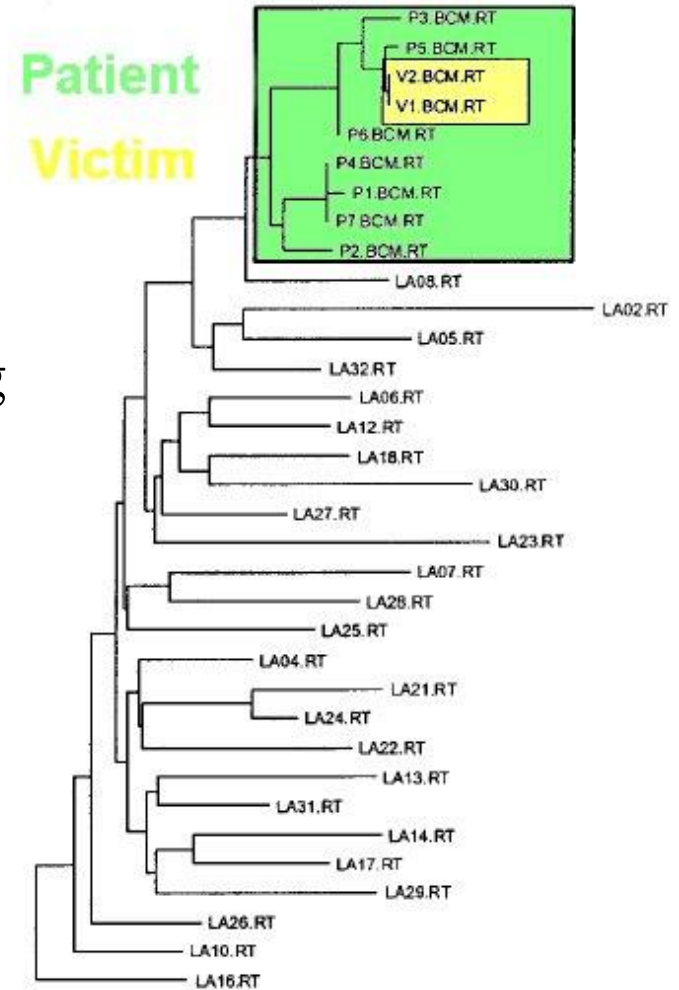 Patient
Victim
g
P3.BCM.RT
P5.BCM.RT
V2.BCM.RT
V1.BCM.RT
P6.BCM.RT
P4.BCM.RT
P1.BCM.RT
P7.BCM.RT
P2.BCM.RT
LA08.RT
LA02.RT
LA05.RT
LA32.RT
LA06.RT
LA12.RT
LA18.RT
LA30.RT
LA27.RT
LA23.RT
LA07.RT
LA28.RT
LA25.RT
LA04.RT
LA21.RT
LA24.RT
LA22.RT
LA13.RT
LA31.RT
LA14.RT
LA17.RT
LA29.RT
LA26.RT
LA10.RT
LA16.RT